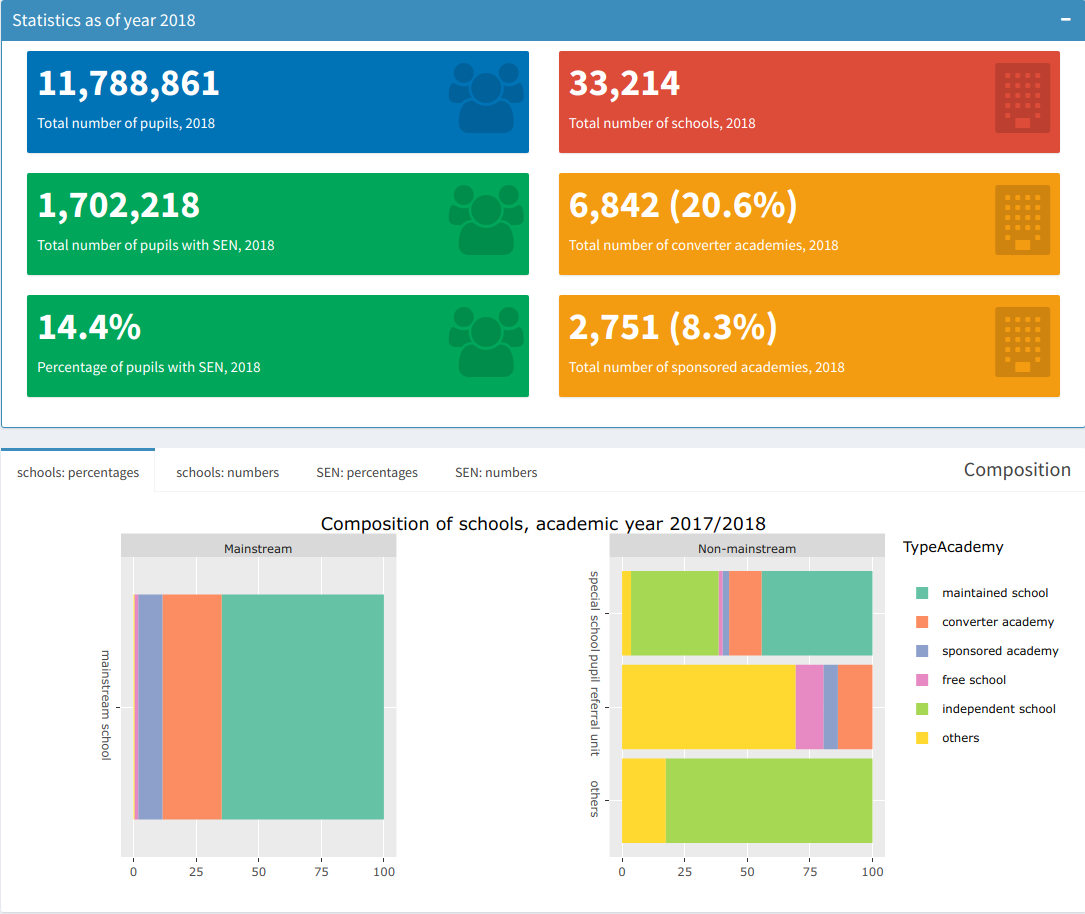 Statistics as of year 2018
11,788,861
Total number of pupils, 2018
33,214
Total number of schools, 2018
1,702,218
Total number of pupils with SEN, 2018
6,842 (20.6%)
Total number of converter academies, 2018
14.4%
Percentage of pupils with SEN, 2018
2,751 (8.3%)
Total number of sponsored academies, 2018
schools: percentages
schools: numbers
SEN: percentages
SEN: numbers
Composition
Composition of schools, academic year 2017/2018
Mainstream
mainstream school
0 25 50 75 100
Non-mainstream
special school
pupil referral unit
others
0 25 50 75 100
TypeAcademy
maintained school
converter academy
sponsored academy
free school
independent school
others